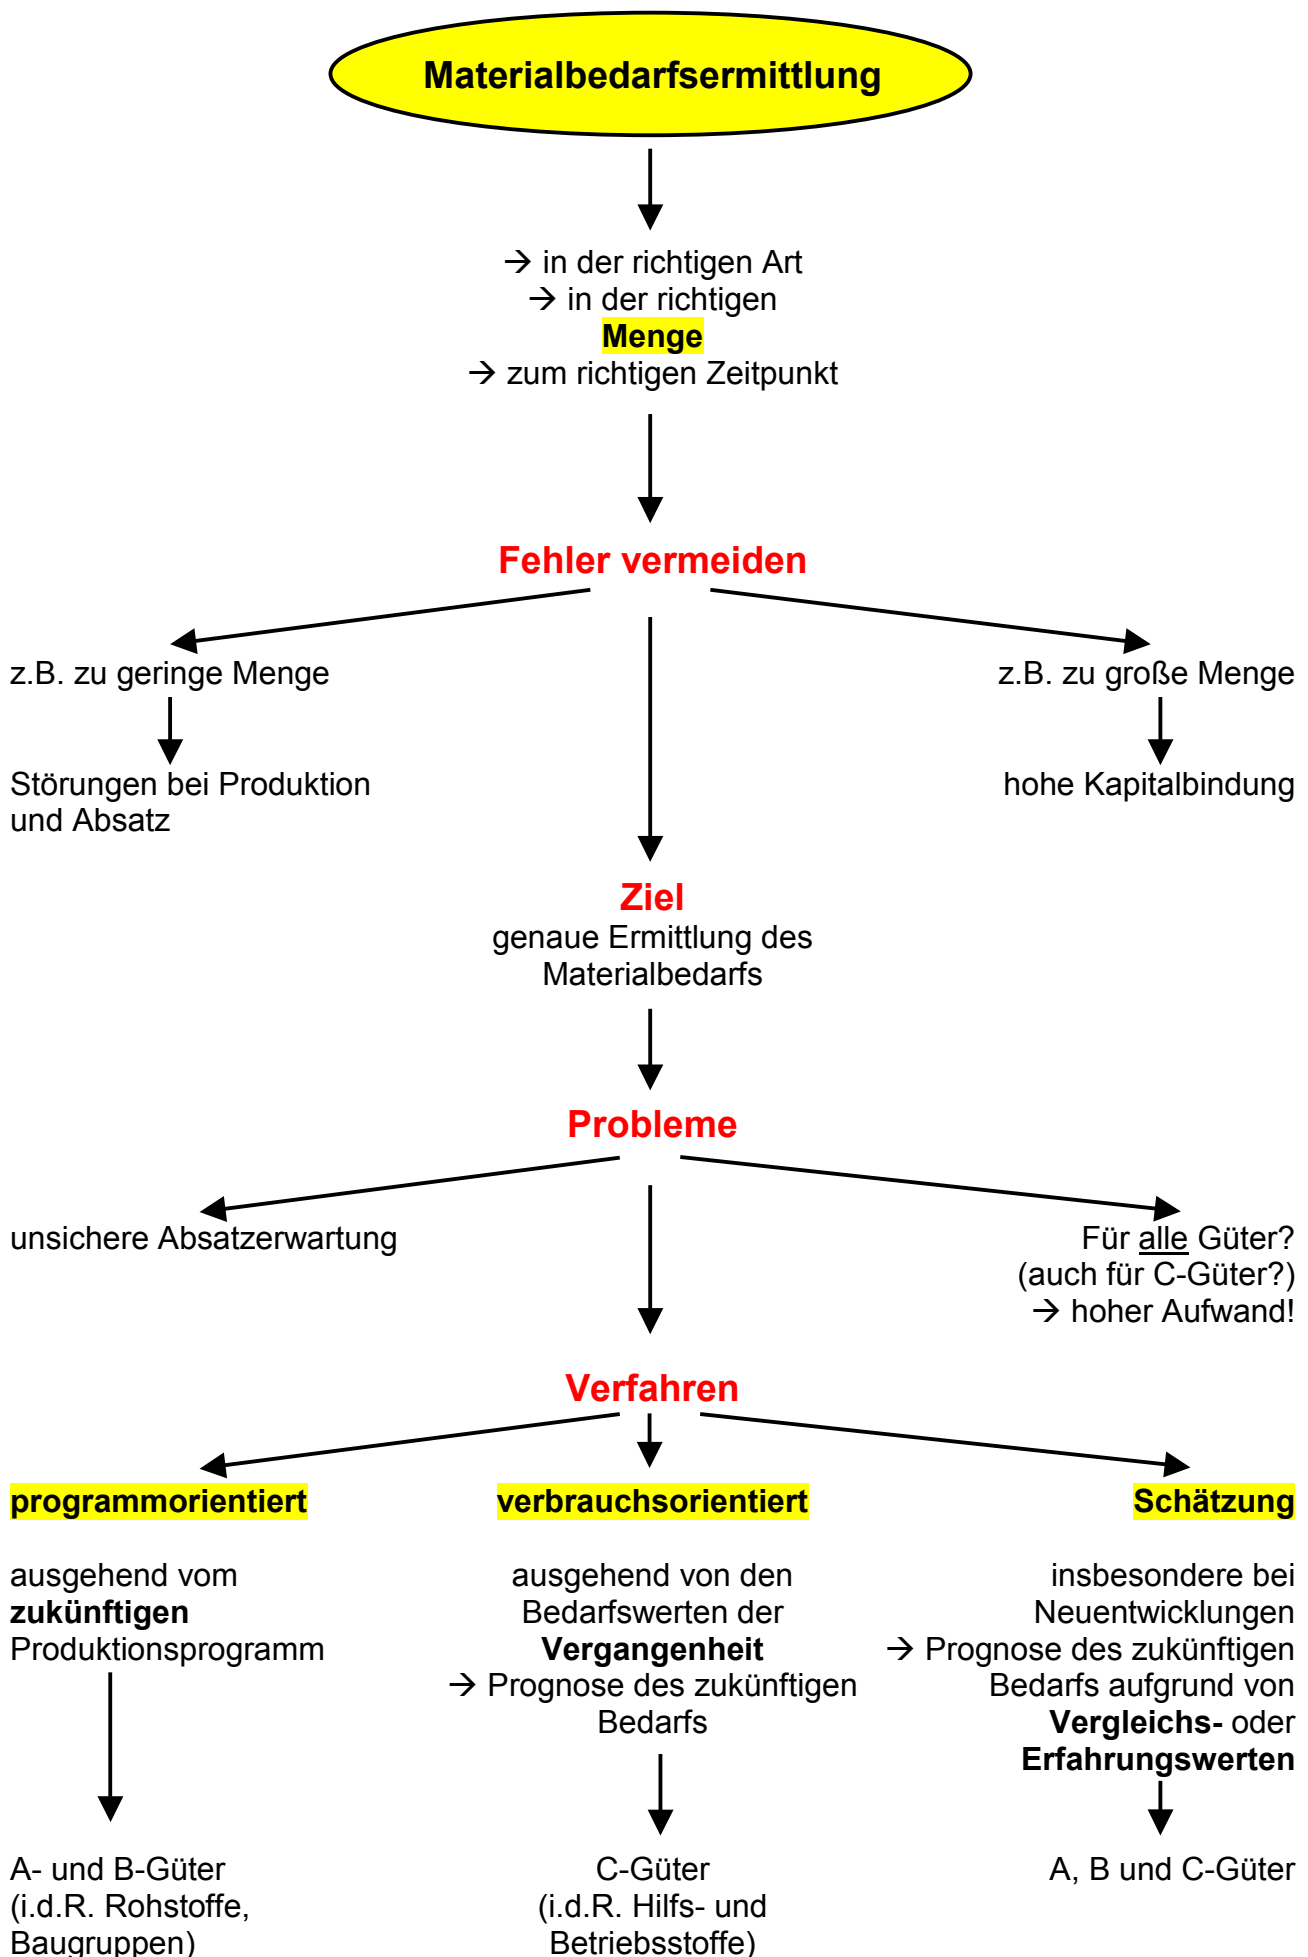 Materialbedarfsermittlung
→ in der richtigen Art
→ in der richtigen
Menge
→ zum richtigen Zeitpunkt
Fehler vermeiden
z.B. zu geringe Menge
z.B. zu große Menge
Störungen bei Produktion
und Absatz
hohe Kapitalbindung
Ziel
genaue Ermittlung des
Materialbedarfs
Probleme
unsichere Absatzerwartung
Für alle Güter?
(auch für C-Güter?)
→ hoher Aufwand!
Verfahren
programmorientiert
ausgehend vom
zukünftigen
Produktionsprogramm
A- und B-Güter
(i.d.R. Rohstoffe,
Baugruppen)
verbrauchsorientiert
ausgehend von den
Bedarfswerten der
Vergangenheit
→ Prognose des zukünftigen
Bedarfs
C-Güter
(i.d.R. Hilfs- und
Betriebsstoffe)
Schätzung
insbesondere bei
Neuentwicklungen
→ Prognose des zukünftigen
Bedarfs aufgrund von
Vergleichs- oder
Erfahrungswerten
A, B und C-Güter